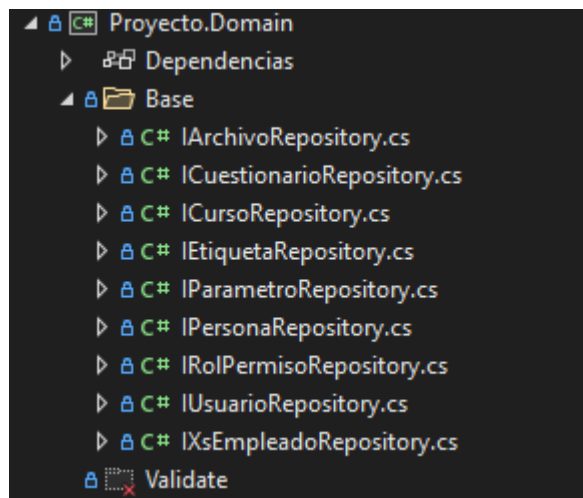 C# Proyecto.Domain
Dependencias
Base
C# IArchivoRepository.cs
C# ICuestionarioRepository.cs
C# ICursoRepository.cs
C# IEtiquetaRepository.cs
C# IParametroRepository.cs
C# IPersonaRepository.cs
C# IRolPermisoRepository.cs
C# IUsuarioRepository.cs
C# IXsEmpleadoRepository.cs
Validate